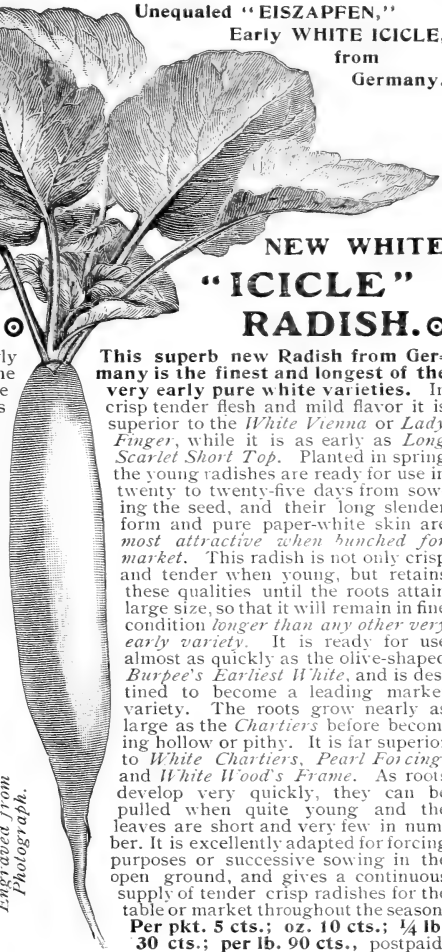 Unequaled “EISZAPFEN,”
Early WHITE ICICLE,
from
Germany.
NEW WHITE
“ICICLE”
RADISH.
This superb new Radish from Ger-
many is the finest and longest of the
very early pure white varieties. In
crisp tender flesh and mild flavor it is
superior to the White Vienna or Lady
Finger, while it is as early as Long
Scarlet Short Top. Planted in spring
the young radishes are ready for use in
twenty to twenty-five days from sow-
ing the seed, and their long slender
form and pure paper-white skin are
most attractive when bunched for
market. This radish is not only crisp
and tender when young, but retains
these qualities until the roots attain
large size, so that it will remain in fine
condition longer than any other very
early variety. It is ready for use
almost as quickly as the olive-shaped
Burpee's Earliest White, and is des-
tined to become a leading market
variety. The roots grow nearly as
large as the Chartiers before becom-
ing hollow or pithy. It is far superior
to White Chartiers, Pearl Forcing
and White Wood's Frame. As roots
develop very quickly, they can be
pulled when quite young and the
leaves are short and very few in num-
ber. It is excellently adapted for forcing
purposes or successive sowing in the
open ground, and gives a continuous
supply of tender crisp radishes for the
table or market throughout the season.
Per pkt. 5 cts.; oz. 10 cts.; ¼ lb.
30 cts.; per lb. 90 cts., postpaid.
Engraved from
Photograph.